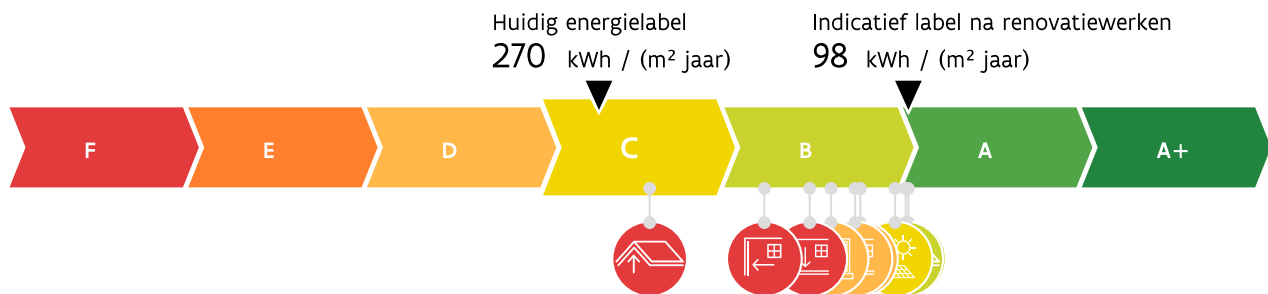 Huidig energielabel
270 kWh / (m² jaar)
Indicatief label na renovatiewerken
98 kWh / (m² jaar)
F E D C B A A+